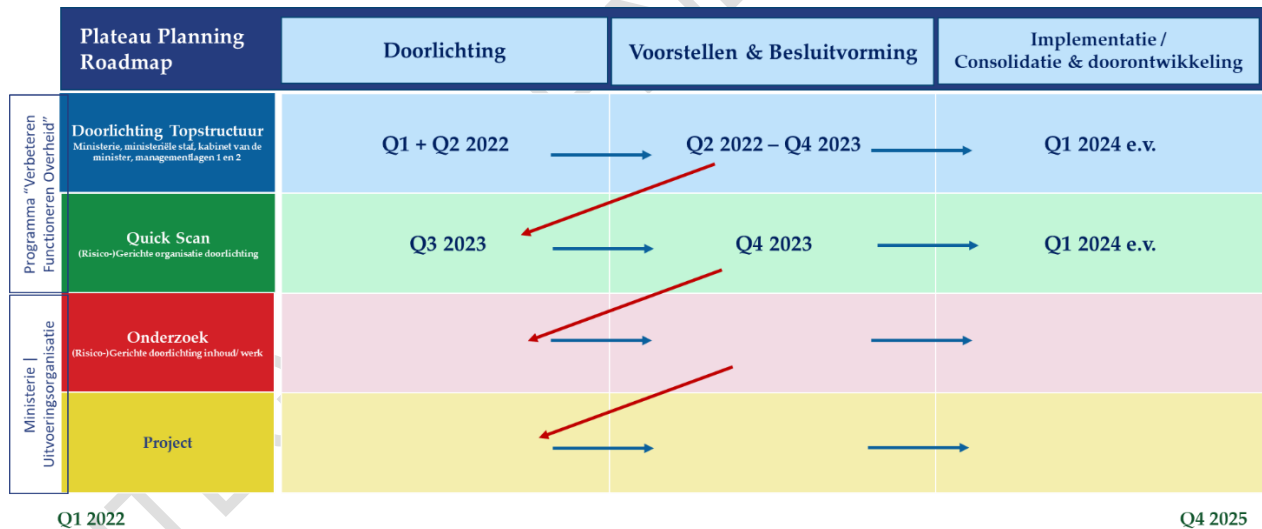 Plateau Planning
Roadmap
Doorlichting
Voorstellen & Besluitvorming
Implementatie /
Consolidatie & doorontwikkeling
Programma “Verbeteren
Functioneren Overheid”
Doorlichting Topstructuur
Ministerie, ministeriële staf, kabinet van de
minister, managementlagen 1 en 2
Q1 + Q2 2022
Q2 2022 – Q4 2023
Q1 2024 e.v.
Quick Scan
(Risico-)Gerichte organisatie doorlichting
Q3 2023
Q4 2023
Q1 2024 e.v.
Ministerie |
Uitvoeringsorganisatie
Onderzoek
(Risico-)Gerichte doorlichting inhoud/ werk
Project
Q1 2022
Q4 2025